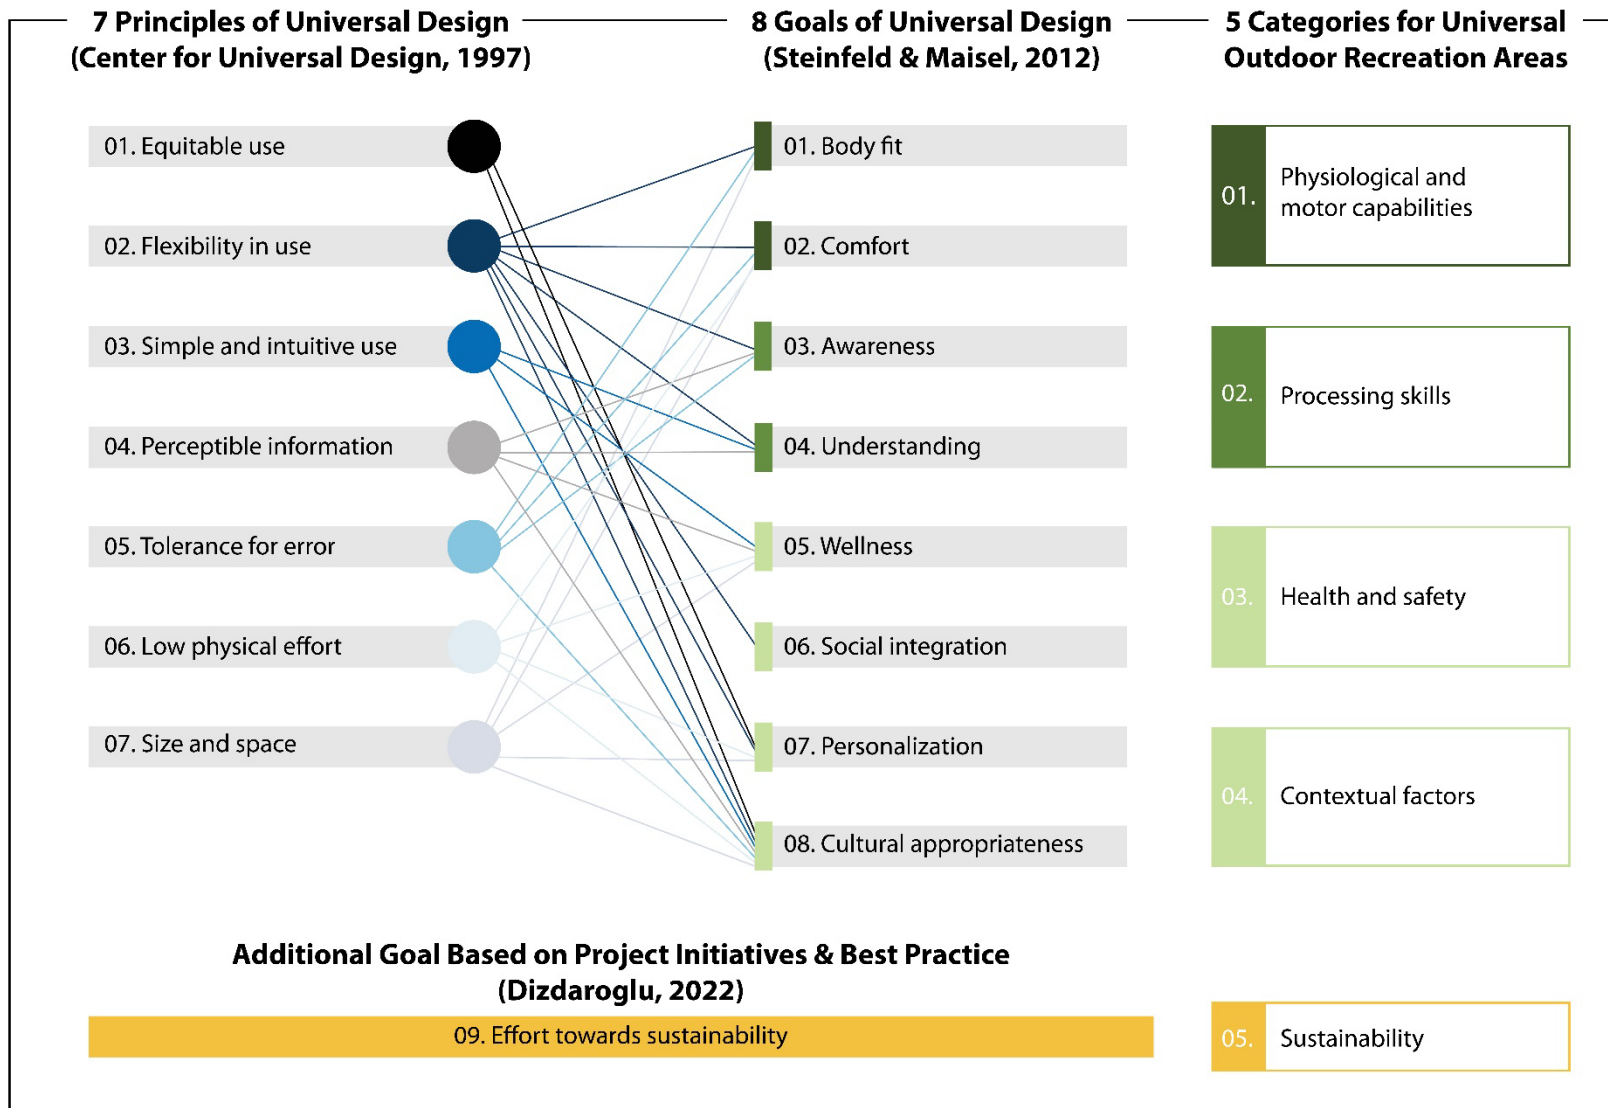 7 Principles of Universal Design
(Center for Universal Design, 1997)
01. Equitable use
02. Flexibility in use
03. Simple and intuitive use
04. Perceptible information
05. Tolerance for error
06. Low physical effort
07. Size and space
8 Goals of Universal Design
(Steinfeld & Maisel, 2012)
01. Body fit
02. Comfort
03. Awareness
04. Understanding
05. Wellness
06. Social integration
07. Personalization
08. Cultural appropriateness
5 Categories for Universal
Outdoor Recreation Areas
01.
Physiological and
motor capabilities
02.
Processing skills
03.
Health and safety
04.
Contextual factors
Additional Goal Based on Project Initiatives & Best Practice
(Dizdaroglu, 2022)
09. Effort towards sustainability
05.
Sustainability